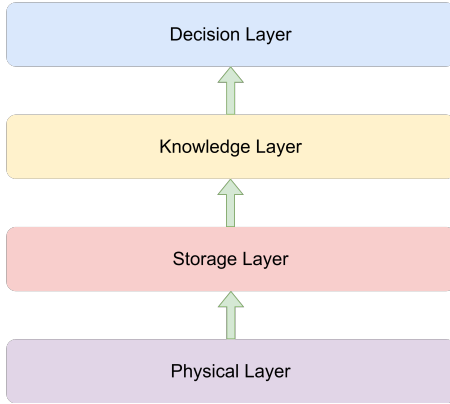 Decision Layer
Knowledge Layer
Storage Layer
Physical Layer